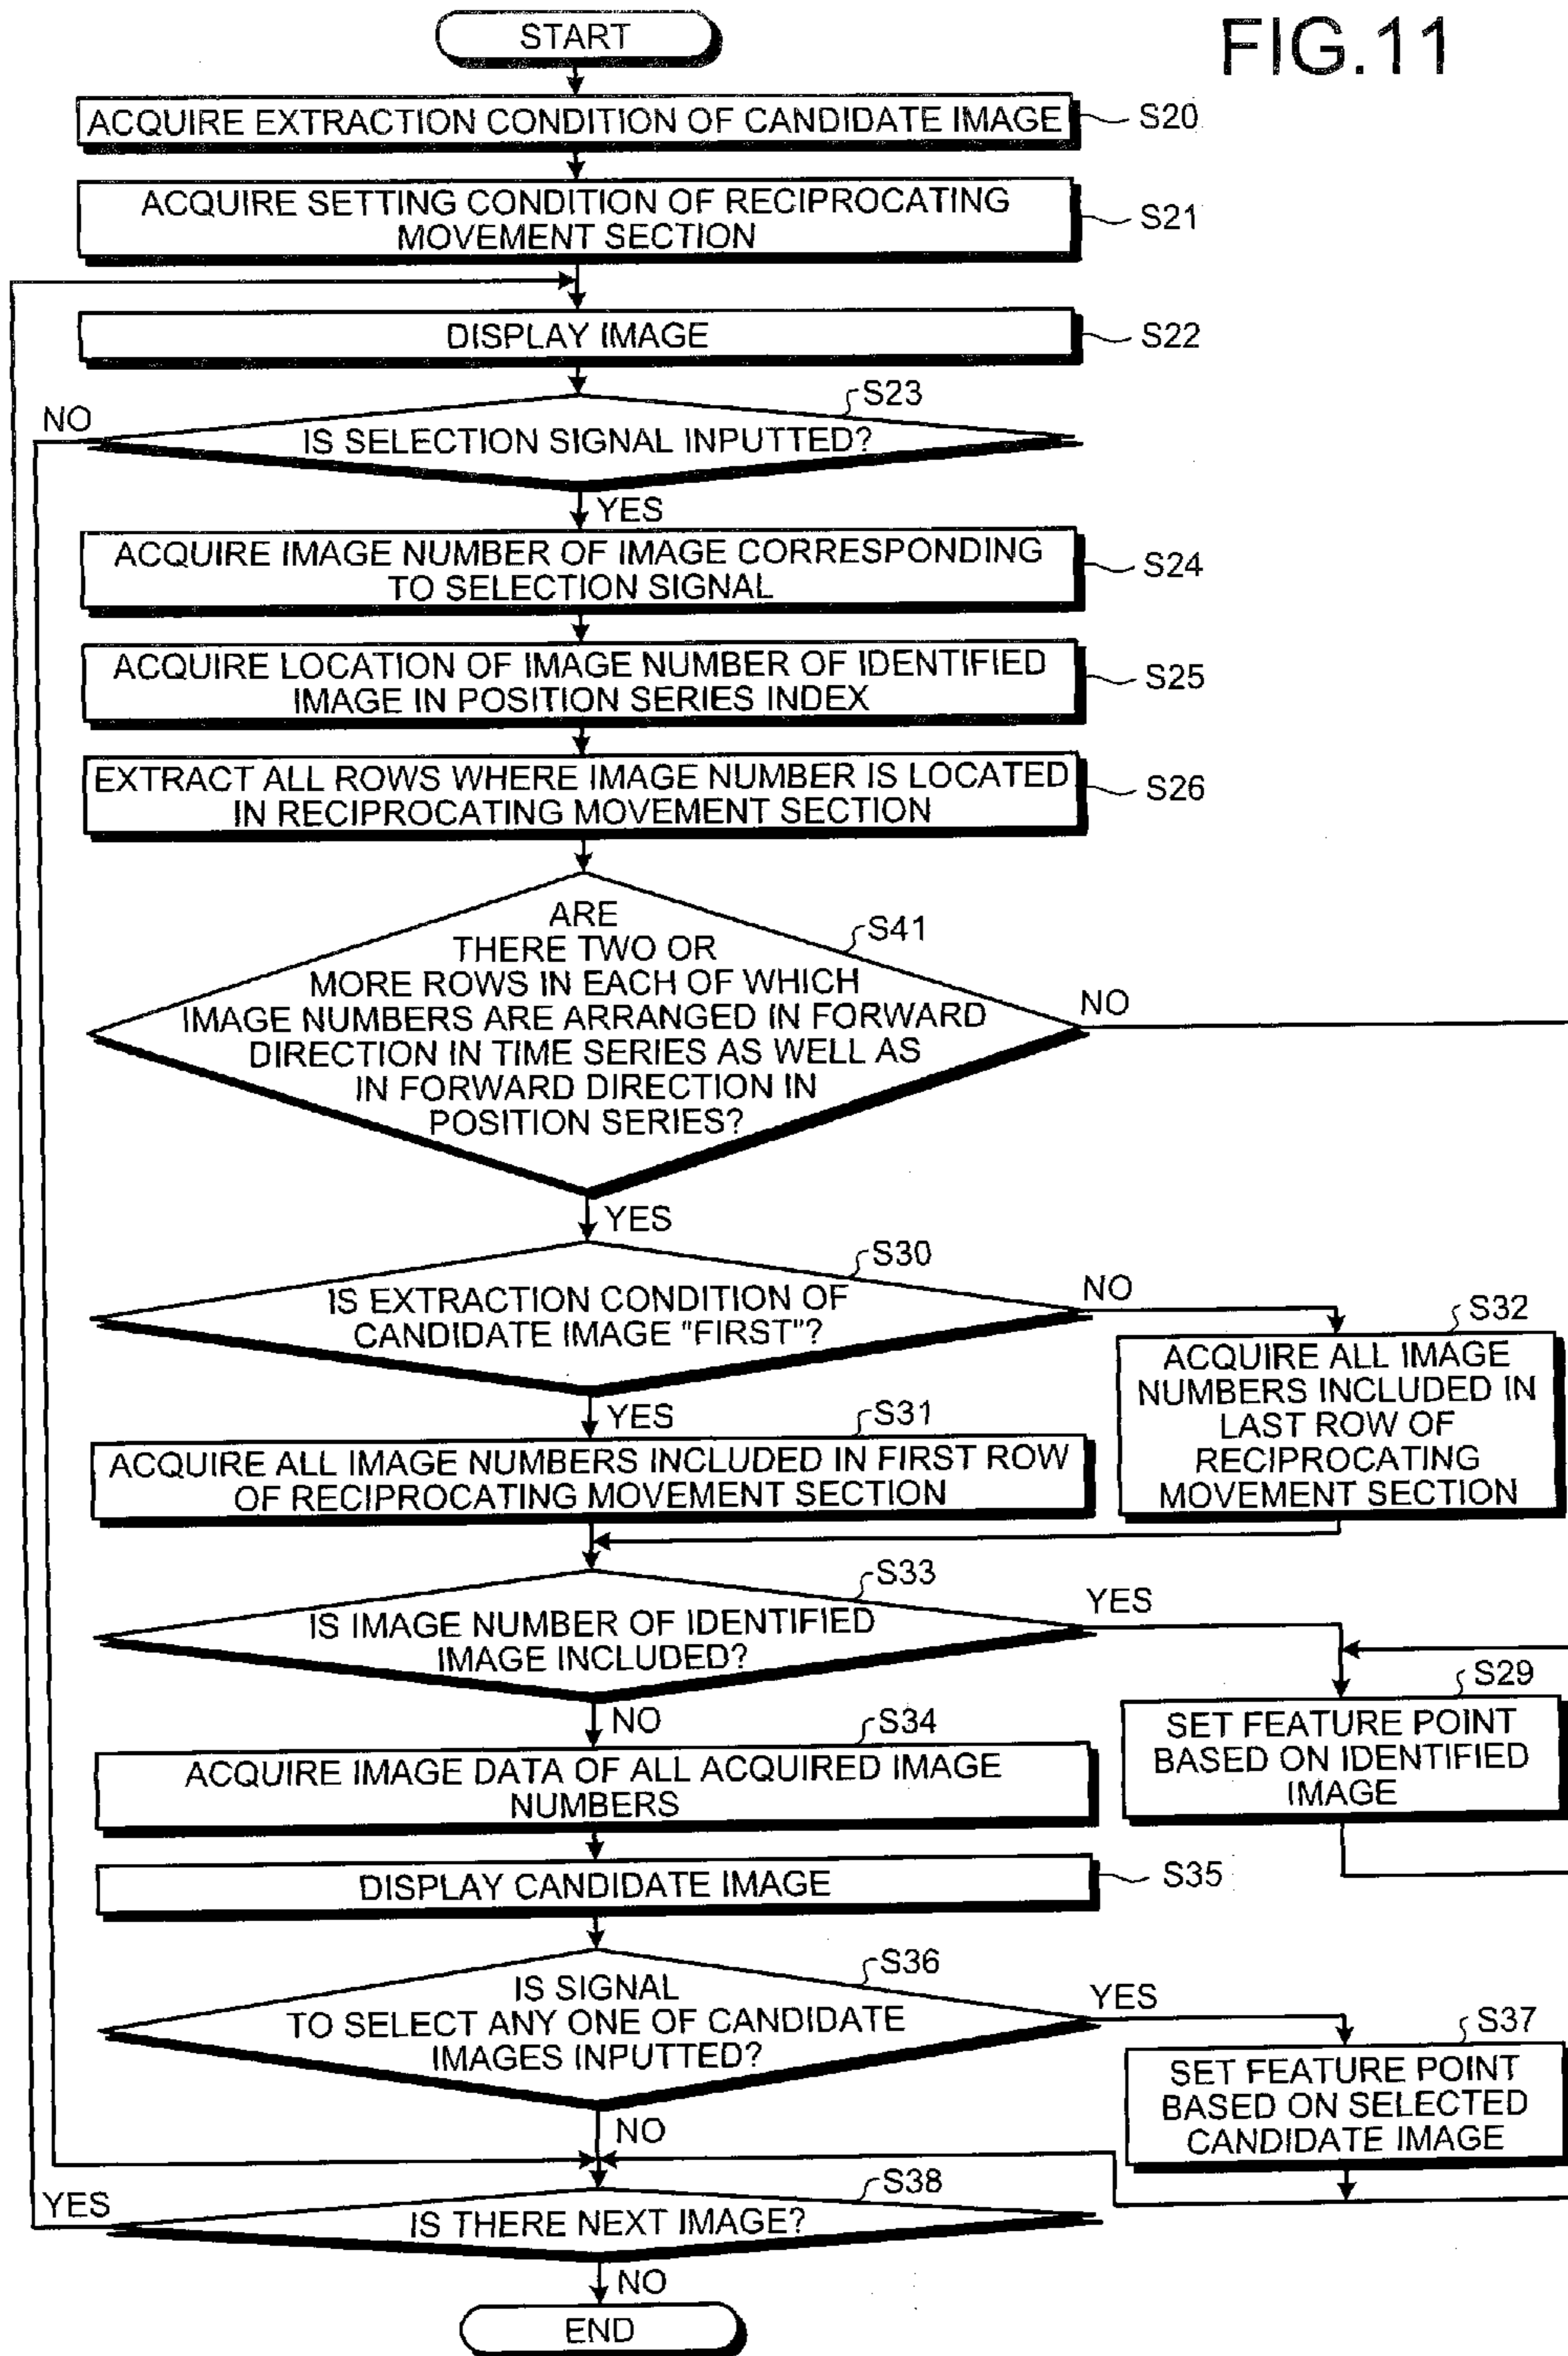 FIG.11
START
ACQUIRE EXTRACTION CONDITION OF CANDIDATE IMAGE
S20
ACQUIRE SETTING CONDITION OF RECIPROCATING
MOVEMENT SECTION
S21
DISPLAY IMAGE
S22
S23
NO
IS SELECTION SIGNAL INPUTTED?
YES
ACQUIRE IMAGE NUMBER OF IMAGE CORRESPONDING
TO SELECTION SIGNAL
S24
ACQUIRE LOCATION OF IMAGE NUMBER OF IDENTIFIED
IMAGE IN POSITION SERIES INDEX
S25
EXTRACT ALL ROWS WHERE IMAGE NUMBER IS LOCATED
IN RECIPROCATING MOVEMENT SECTION
S26
S41
ARE
THERE TWO OR
MORE ROWS IN EACH OF WHICH
IMAGE NUMBERS ARE ARRANGED IN FORWARD
DIRECTION IN TIME SERIES AS WELL AS
IN FORWARD DIRECTION IN
POSITION SERIES?
NO
YES
S30
IS EXTRACTION CONDITION OF
CANDIDATE IMAGE "FIRST"?
NO
S32
ACQUIRE ALL IMAGE
NUMBERS INCLUDED IN
LAST ROW OF
RECIPROCATING
MOVEMENT SECTION
YES
S31
ACQUIRE ALL IMAGE NUMBERS INCLUDED IN FIRST ROW
OF RECIPROCATING MOVEMENT SECTION
S33
IS IMAGE NUMBER OF IDENTIFIED
IMAGE INCLUDED?
YES
S29
SET FEATURE POINT
BASED ON IDENTIFIED
IMAGE
NO
S34
ACQUIRE IMAGE DATA OF ALL ACQUIRED IMAGE
NUMBERS
DISPLAY CANDIDATE IMAGE
S35
S36
IS SIGNAL
TO SELECT ANY ONE OF CANDIDATE
IMAGES INPUTTED?
YES
S37
SET FEATURE POINT
BASED ON SELECTED
CANDIDATE IMAGE
NO
S38
YES
IS THERE NEXT IMAGE?
NO
END